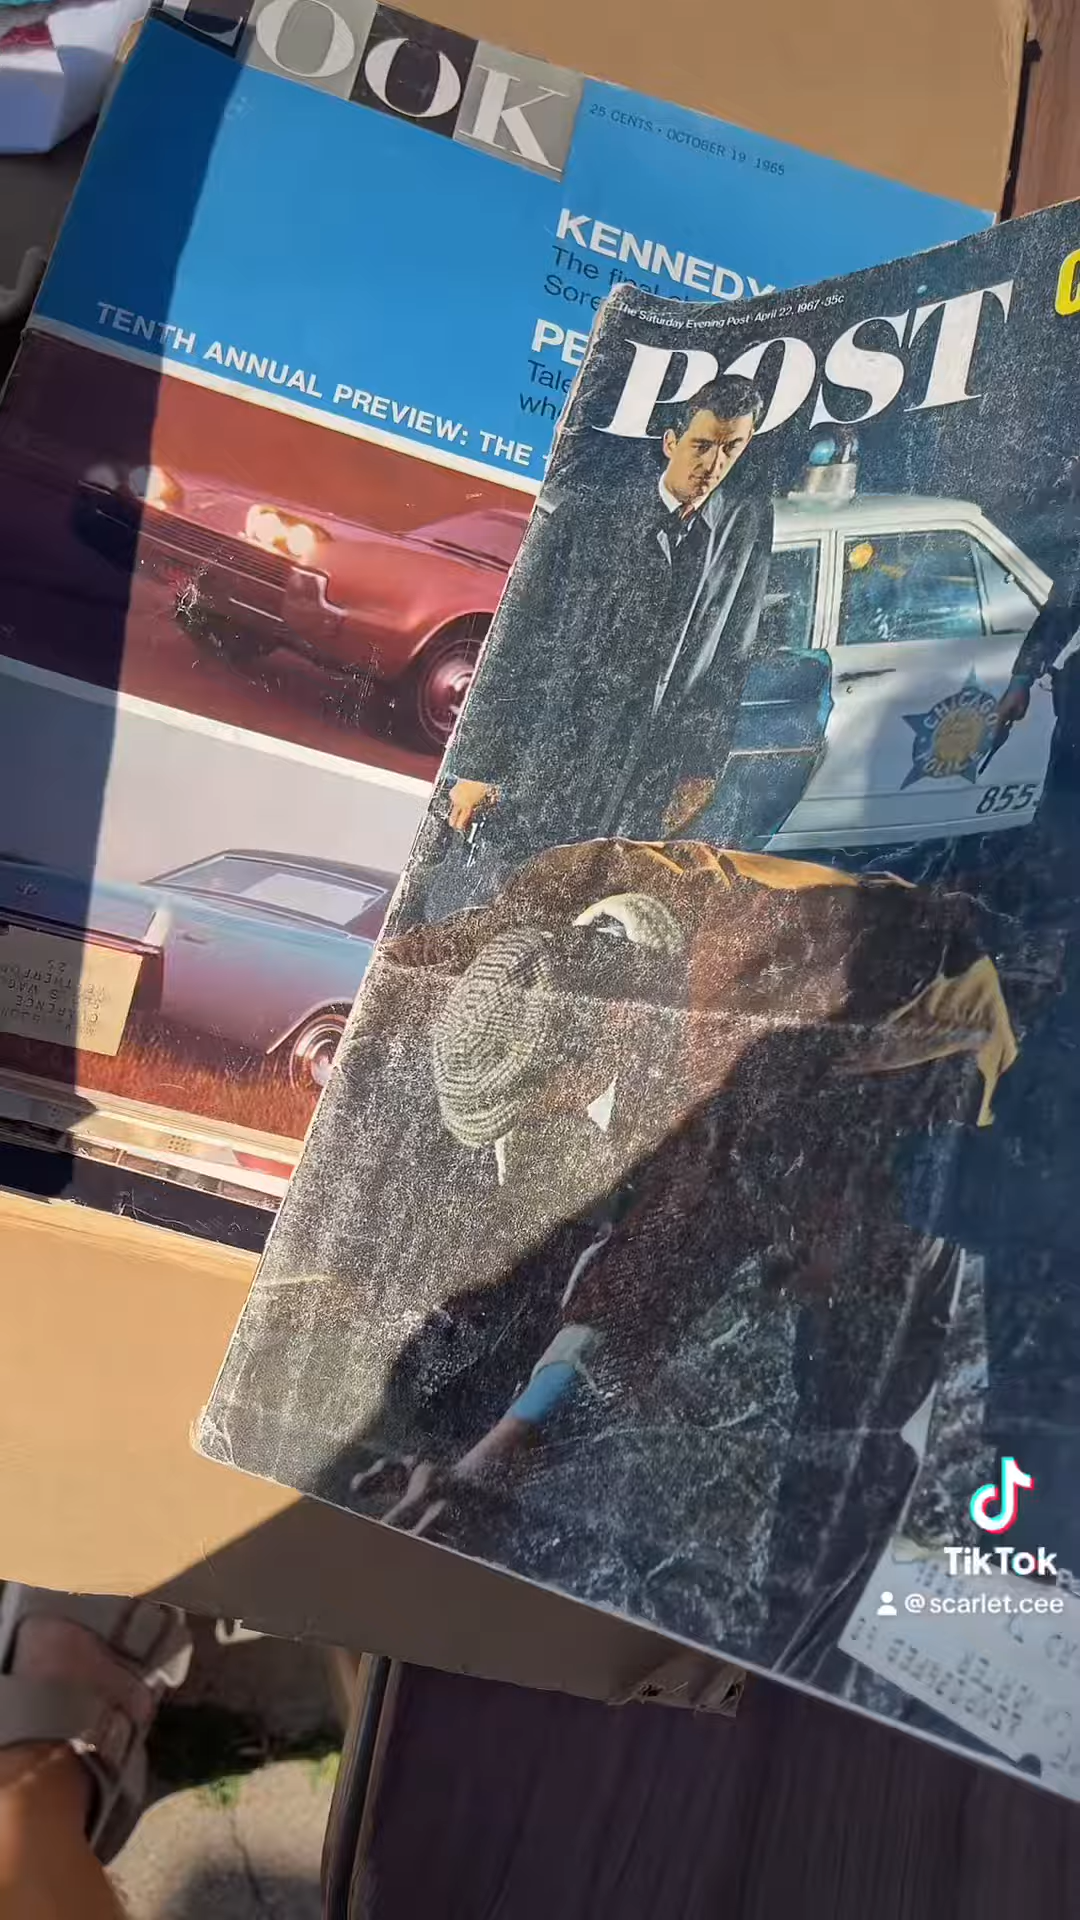 LOOK
25 CENTS · OCTOBER 19 1965
KENNEDY
The final
Sore
PE
Tale
who
TENTH ANNUAL PREVIEW: THE
The Saturday Evening Post · April 22, 1967 · 35c
POST
CHICAGO
POLICE
855
TikTok
@scarlet.cee